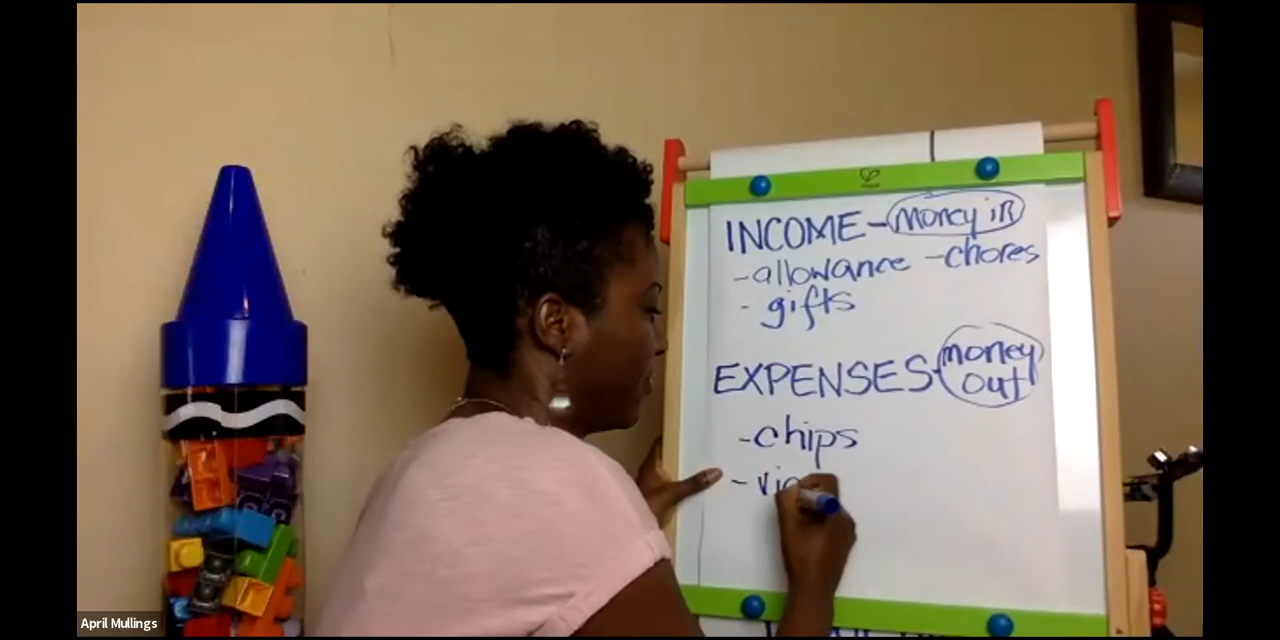 INCOME - money in
- allowance - chores
- gifts
EXPENSES - money
out
- chips
April Mullings